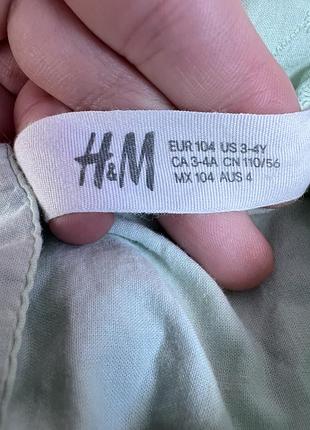 H&M
EUR 104 US 3-4Y
CA 3-4A CN 110/56
MX 104 AUS 4